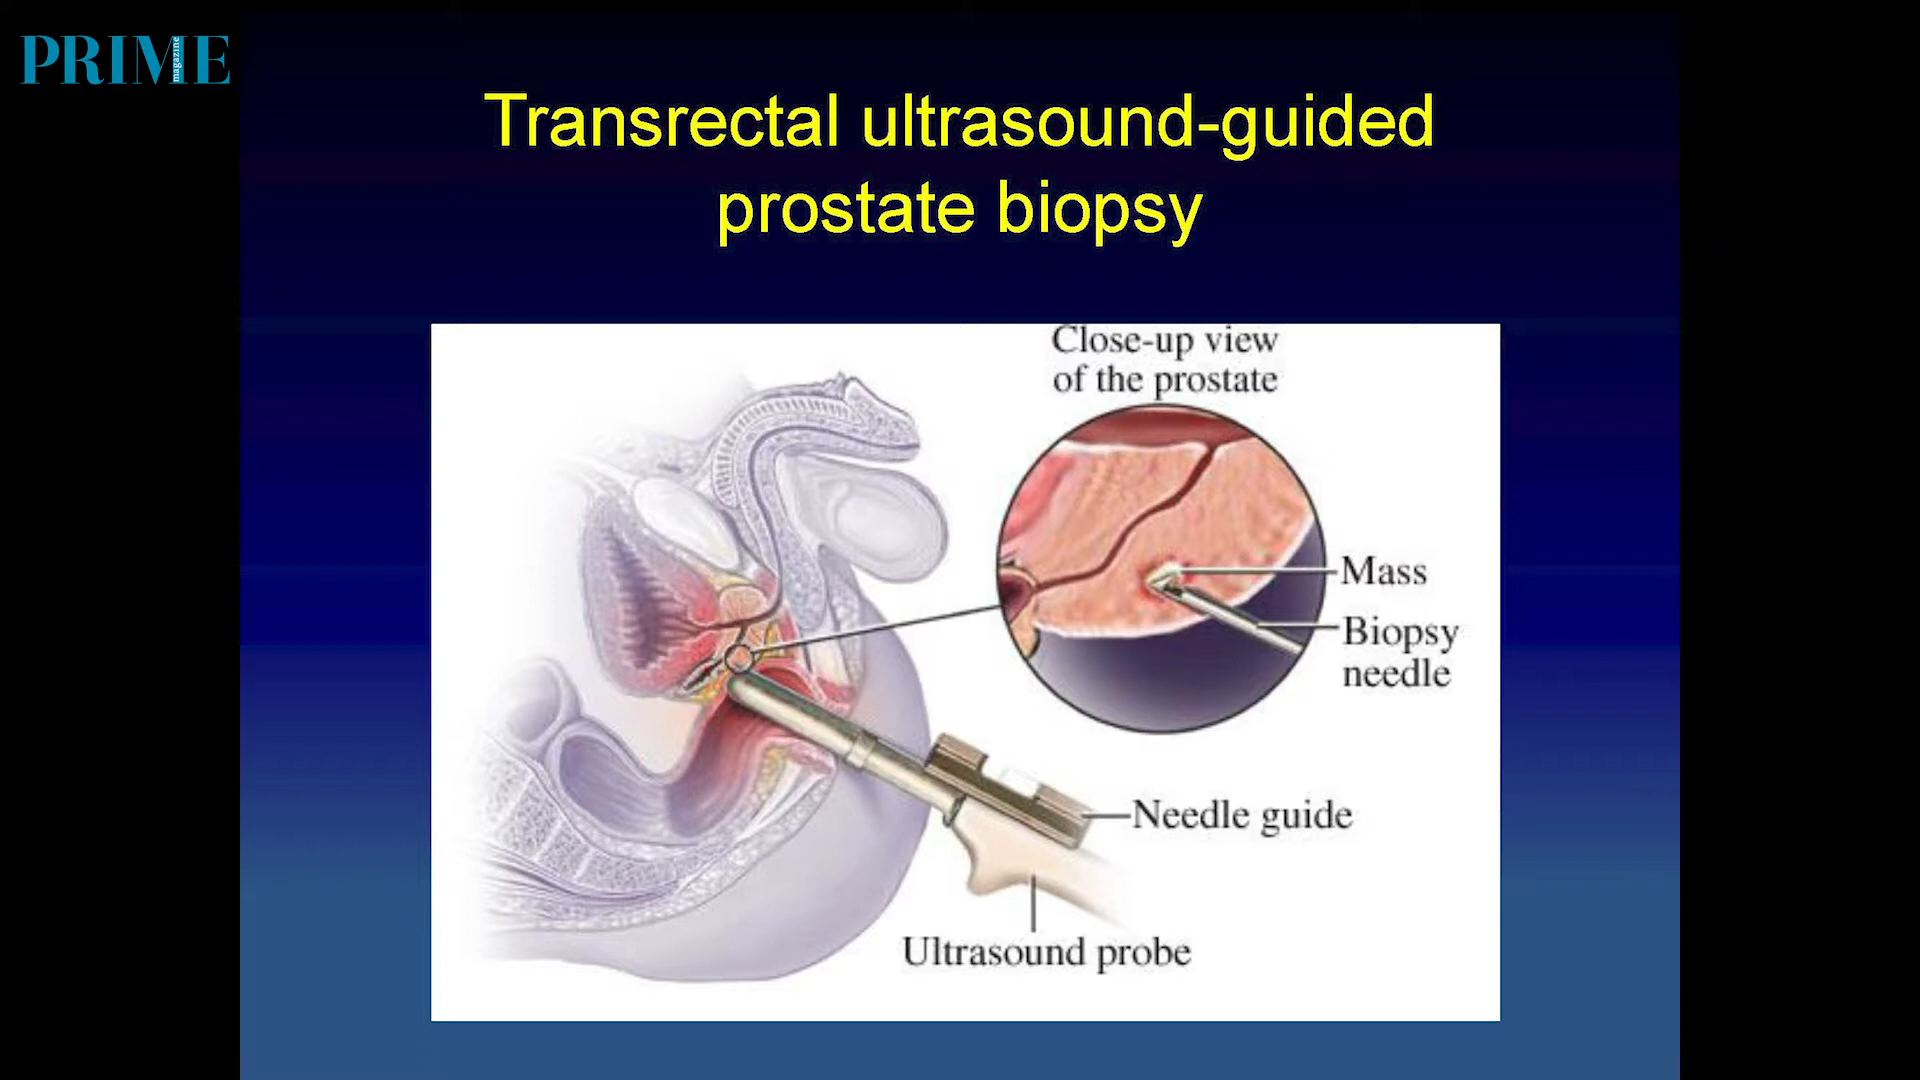 PRIME
magazine
Transrectal ultrasound-guided
prostate biopsy
Close-up view
of the prostate
Mass
Biopsy
needle
Needle guide
Ultrasound probe